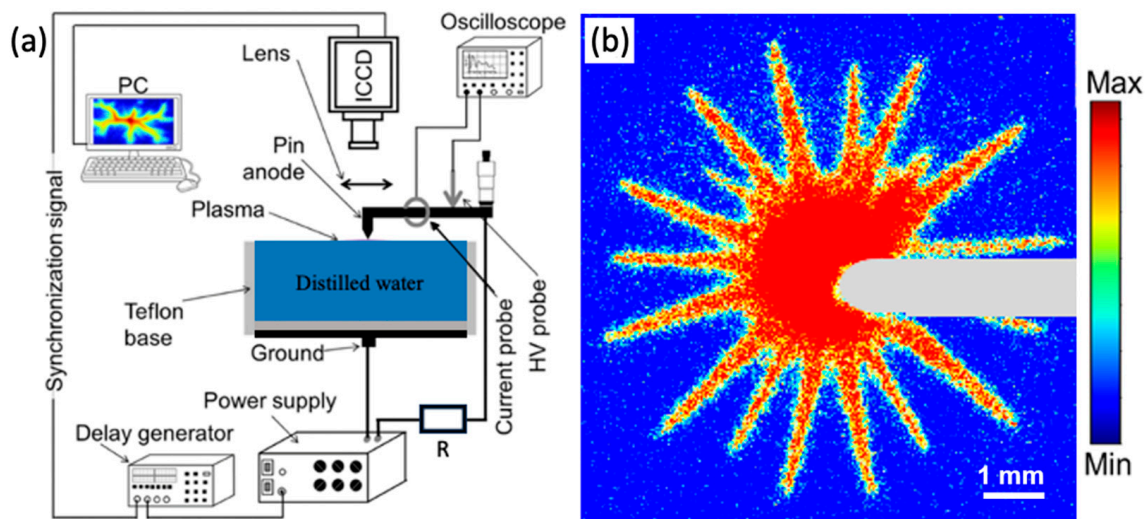 (a)
Oscilloscope
Lens
ICCD
PC
Pin
anode
Plasma
Distilled water
Teflon
base
Ground
Current probe
HV probe
Synchronization signal
Power supply
Delay generator
R
(b)
1 mm
Max
Min